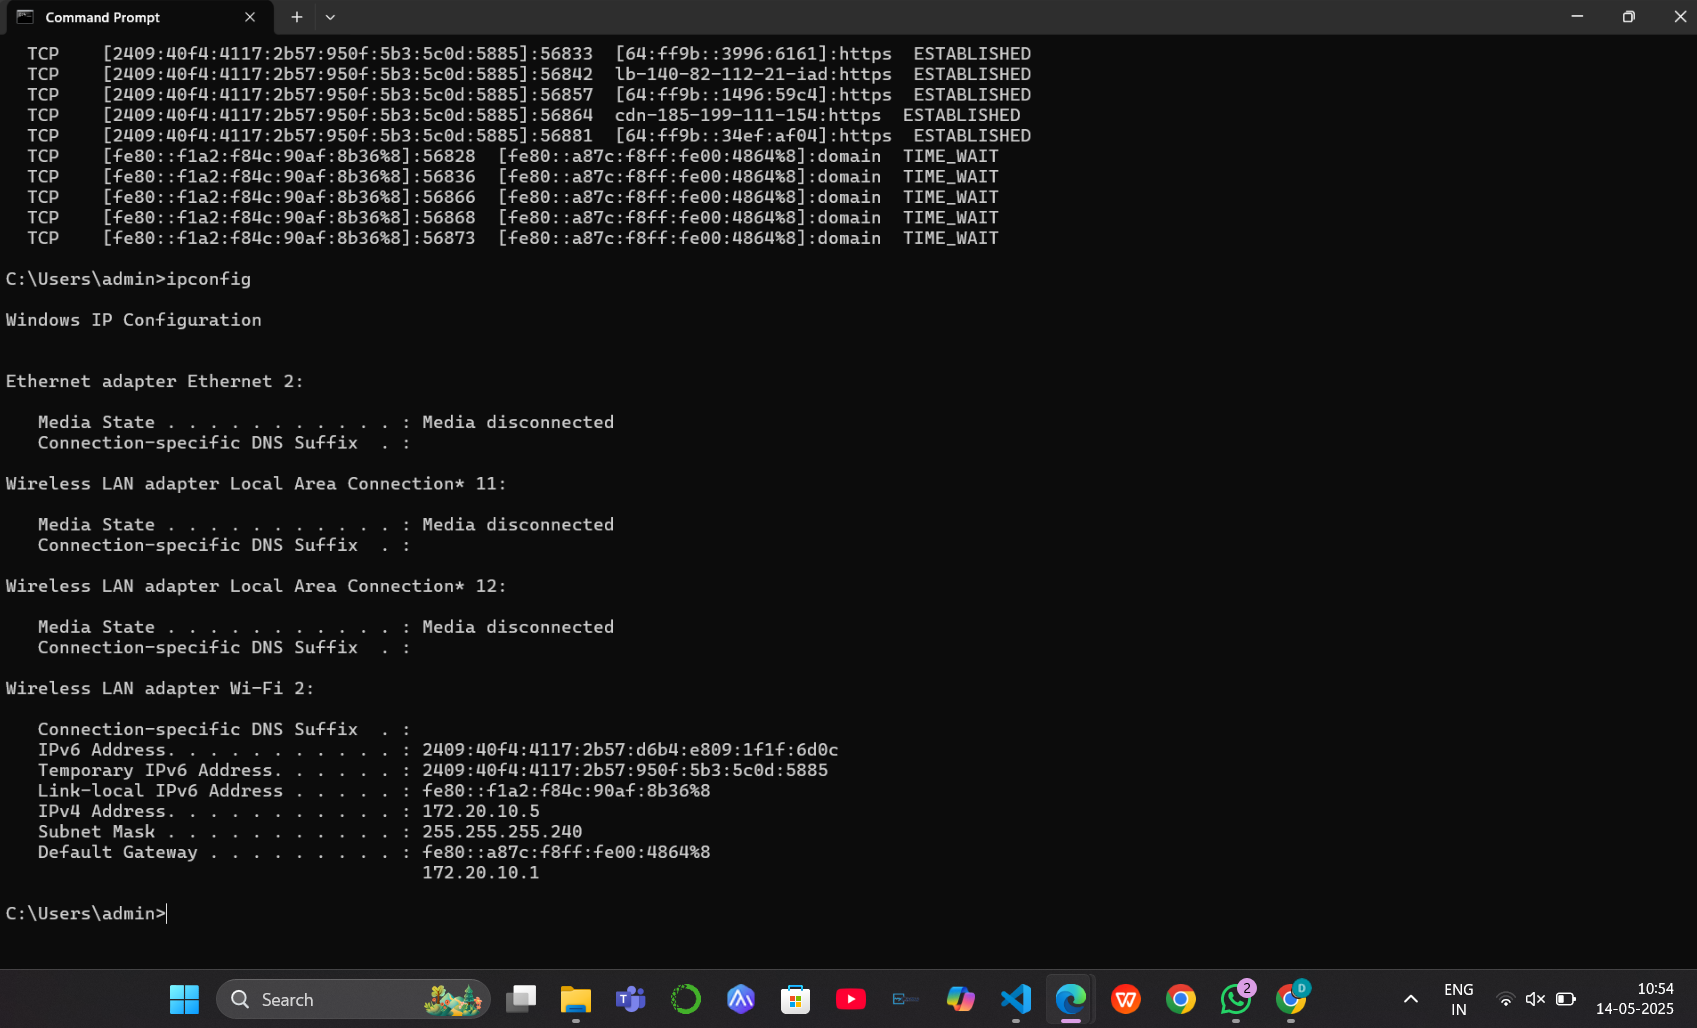 Command Prompt
TCP [2409:40f4:4117:2b57:950f:5b3:5c0d:5885]:56833 [64:ff9b::3996:6161]:https ESTABLISHED
TCP [2409:40f4:4117:2b57:950f:5b3:5c0d:5885]:56842 lb-140-82-112-21-iad:https ESTABLISHED
TCP [2409:40f4:4117:2b57:950f:5b3:5c0d:5885]:56857 [64:ff9b::1496:59c4]:https ESTABLISHED
TCP [2409:40f4:4117:2b57:950f:5b3:5c0d:5885]:56864 cdn-185-199-111-154:https ESTABLISHED
TCP [2409:40f4:4117:2b57:950f:5b3:5c0d:5885]:56881 [64:ff9b::34ef:af04]:https ESTABLISHED
TCP [fe80::f1a2:f84c:90af:8b36%8]:56828 [fe80::a87c:f8ff:fe00:4864%8]:domain TIME_WAIT
TCP [fe80::f1a2:f84c:90af:8b36%8]:56836 [fe80::a87c:f8ff:fe00:4864%8]:domain TIME_WAIT
TCP [fe80::f1a2:f84c:90af:8b36%8]:56866 [fe80::a87c:f8ff:fe00:4864%8]:domain TIME_WAIT
TCP [fe80::f1a2:f84c:90af:8b36%8]:56868 [fe80::a87c:f8ff:fe00:4864%8]:domain TIME_WAIT
TCP [fe80::f1a2:f84c:90af:8b36%8]:56873 [fe80::a87c:f8ff:fe00:4864%8]:domain TIME_WAIT
C:\Users\admin>ipconfig
Windows IP Configuration
Ethernet adapter Ethernet 2:
Media State . . . . . . . . . . . : Media disconnected
Connection-specific DNS Suffix . :
Wireless LAN adapter Local Area Connection* 11:
Media State . . . . . . . . . . . : Media disconnected
Connection-specific DNS Suffix . :
Wireless LAN adapter Local Area Connection* 12:
Media State . . . . . . . . . . . : Media disconnected
Connection-specific DNS Suffix . :
Wireless LAN adapter Wi-Fi 2:
Connection-specific DNS Suffix . :
IPv6 Address. . . . . . . . . . . : 2409:40f4:4117:2b57:d6b4:e809:1f1f:6d0c
Temporary IPv6 Address. . . . . . : 2409:40f4:4117:2b57:950f:5b3:5c0d:5885
Link-local IPv6 Address . . . . . : fe80::f1a2:f84c:90af:8b36%8
IPv4 Address. . . . . . . . . . . : 172.20.10.5
Subnet Mask . . . . . . . . . . . : 255.255.255.240
Default Gateway . . . . . . . . . : fe80::a87c:f8ff:fe00:4864%8
172.20.10.1
C:\Users\admin>
Search
2
D
ENG
IN
10:54
14-05-2025